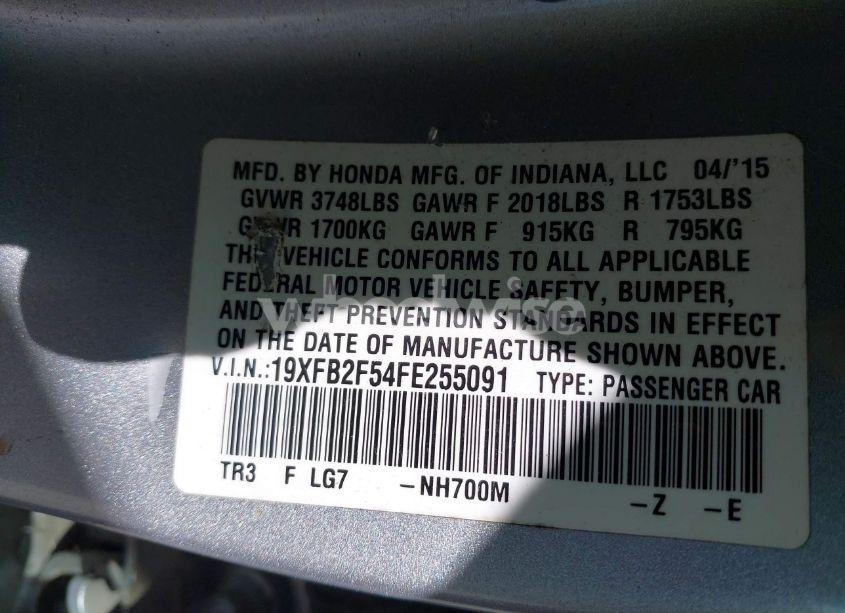 MFD. BY HONDA MFG. OF INDIANA, LLC 04/'15
GVWR 3748LBS GAWR F 2018LBS R 1753LBS
1700KG GAWR F 915KG R 795KG
VEHICLE CONFORMS TO ALL APPLICABLE
FEDERAL MOTOR VEHICLE SAFETY, BUMPER,
AND THEFT PREVENTION STANDARDS IN EFFECT
ON THE DATE OF MANUFACTURE SHOWN ABOVE.
V.I.N.:19XFB2F54FE255091 TYPE: PASSENGER CAR
TR3 F LG7 -NH700M -Z -E